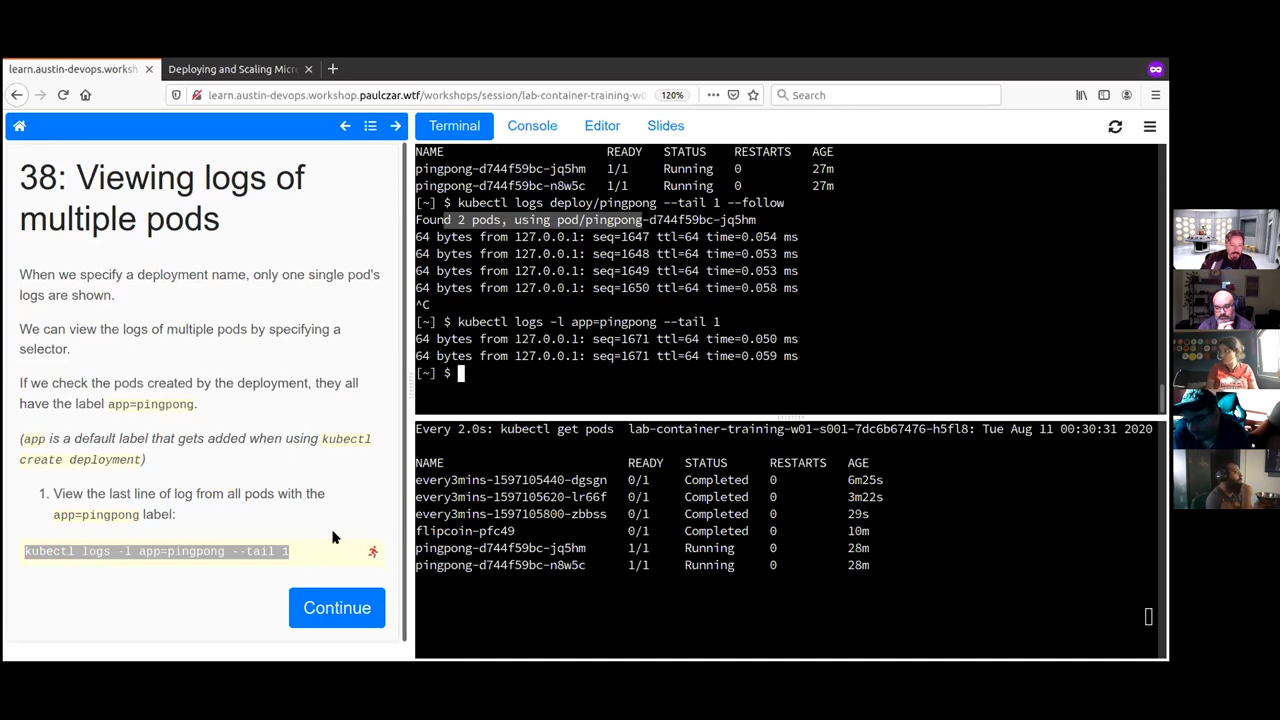 learn.austin-devops.worksh
Deploying and Scaling Micr
learn.austin-devops.workshop.paulczar.wtf/workshops/session/lab-container-training-w
120%
Search
Terminal
Console
Editor
Slides
38: Viewing logs of
multiple pods
When we specify a deployment name, only one single pod's
logs are shown.
We can view the logs of multiple pods by specifying a
selector.
If we check the pods created by the deployment, they all
have the label app=pingpong.
(app is a default label that gets added when using kubectl
create deployment)
1. View the last line of log from all pods with the
app=pingpong label:
kubectl logs -l app=pingpong --tail 1
Continue
NAME READY STATUS RESTARTS AGE
pingpong-d744f59bc-jq5hm 1/1 Running 0 27m
pingpong-d744f59bc-n8w5c 1/1 Running 0 27m
[~] $ kubectl logs deploy/pingpong --tail 1 --follow
Found 2 pods, using pod/pingpong-d744f59bc-jq5hm
64 bytes from 127.0.0.1: seq=1647 ttl=64 time=0.054 ms
64 bytes from 127.0.0.1: seq=1648 ttl=64 time=0.053 ms
64 bytes from 127.0.0.1: seq=1649 ttl=64 time=0.053 ms
64 bytes from 127.0.0.1: seq=1650 ttl=64 time=0.058 ms
^C
[~] $ kubectl logs -l app=pingpong --tail 1
64 bytes from 127.0.0.1: seq=1671 ttl=64 time=0.050 ms
64 bytes from 127.0.0.1: seq=1671 ttl=64 time=0.059 ms
[~] $
Every 2.0s: kubectl get pods lab-container-training-w01-s001-7dc6b67476-h5fl8: Tue Aug 11 00:30:31 2020
NAME READY STATUS RESTARTS AGE
every3mins-1597105440-dgsgn 0/1 Completed 0 6m25s
every3mins-1597105620-lr66f 0/1 Completed 0 3m22s
every3mins-1597105800-zbbss 0/1 Completed 0 29s
flipcoin-pfc49 0/1 Completed 0 10m
pingpong-d744f59bc-jq5hm 1/1 Running 0 28m
pingpong-d744f59bc-n8w5c 1/1 Running 0 28m